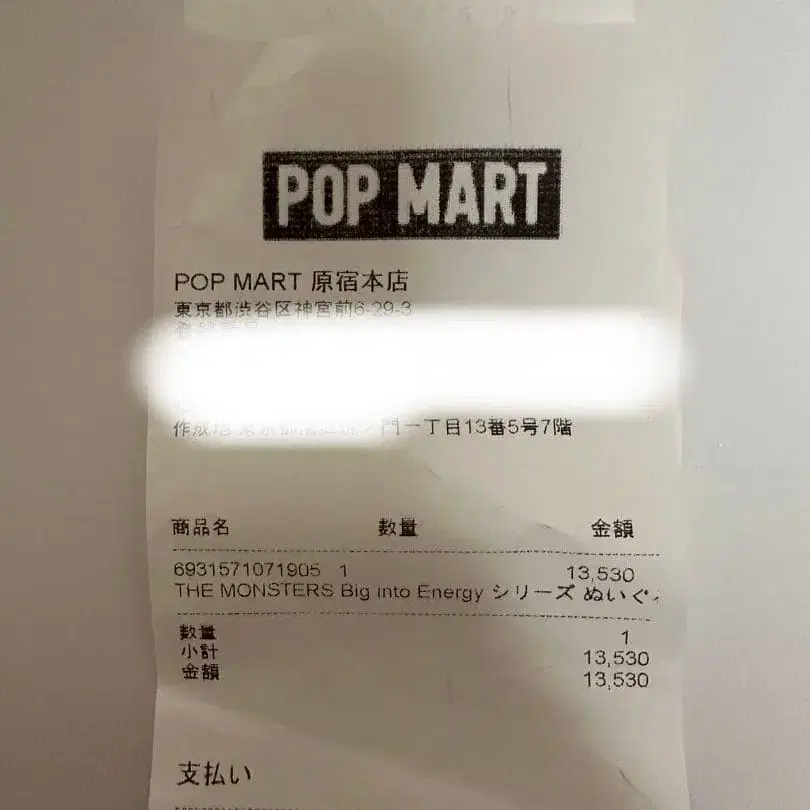 POP MART
POP MART 原宿本店
東京都渋谷区神宮前6-29-3
作成地 門一丁目13番5号7階
商品名 数量 金額
6931571071905 1 13,530
THE MONSTERS Big into Energy シリーズ ぬいぐ
数量 1
小計 13,530
金額 13,530
支払い